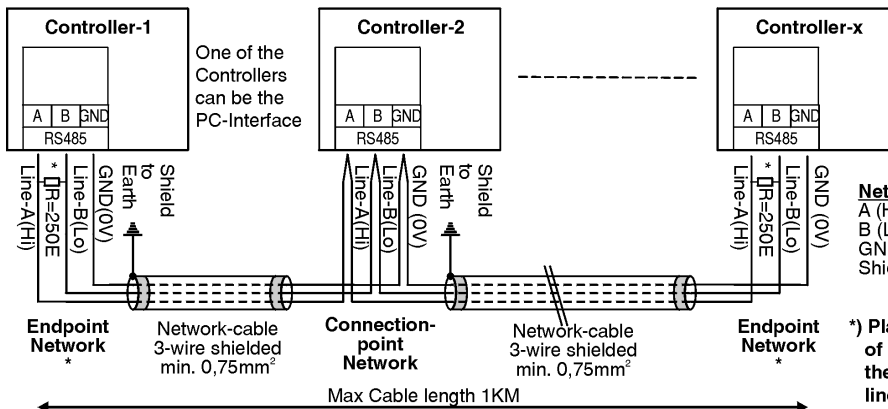 Controller-1
A B GND
RS485
One of the
Controllers
can be the
PC-Interface
Controller-2
A B GND
RS485
Controller-x
A B GND
RS485
Line-A(Hi)
*
R=250E
Line-B(Lo)
GND(0V)
Shield
to
Earth
Line-A(Hi)
Line-B(Lo)
GND (0V)
Shield
to
Earth
Line-A(Hi)
*
R=250E
Line-B(Lo)
GND (0V)
A (H
B (L
GN
Endpoint
Network
*
Network-cable
3-wire shielded
min. 0,75mm²
Connection-
point
Network
Network-cable
3-wire shielded
min. 0,75mm²
Endpoint
Network
*
*) Pla
of
the
Max Cable length 1KM